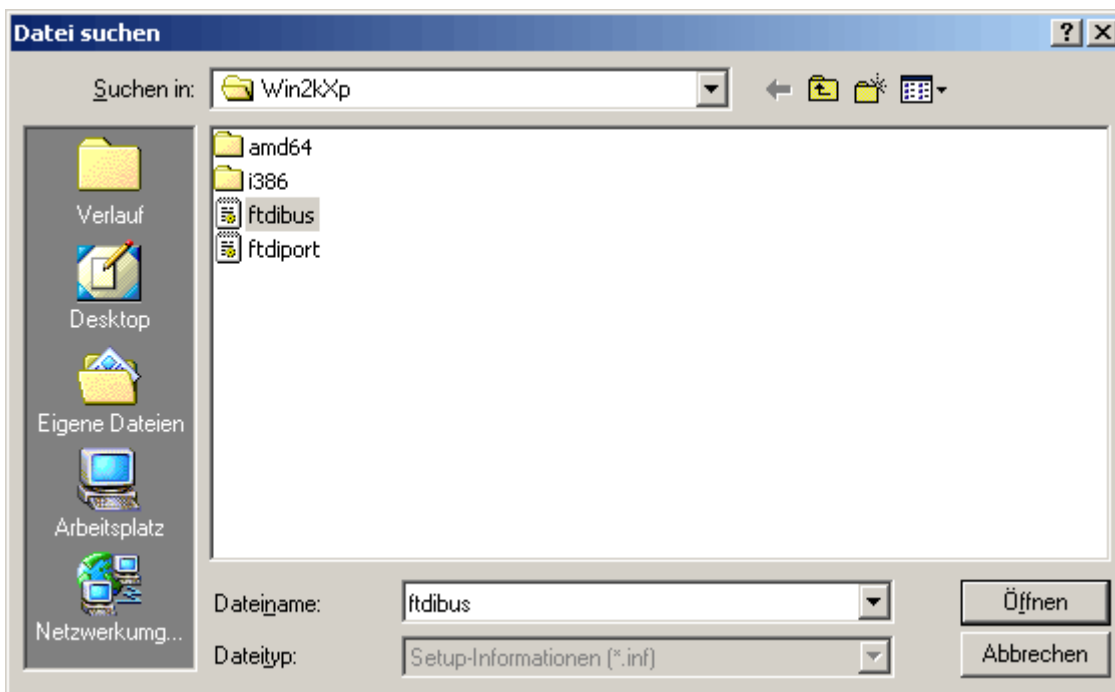 Datei suchen
Suchen in: Win2kXp
amd64
i386
ftdibus
ftdiport
Verlauf
Desktop
Eigene Dateien
Arbeitsplatz
Netzwerkumg...
Dateiname: ftdibus Öffnen
Dateityp: Setup-Informationen (*.inf) Abbrechen